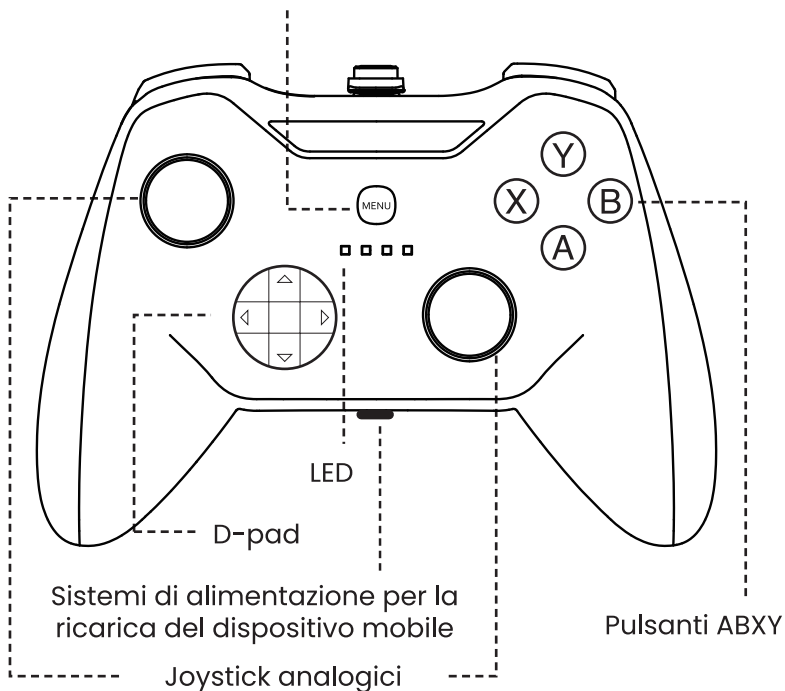 Y
MENU
X
B
A
LED
D-pad
Sistemi di alimentazione per la
ricarica del dispositivo mobile
Pulsanti ABXY
Joystick analogici